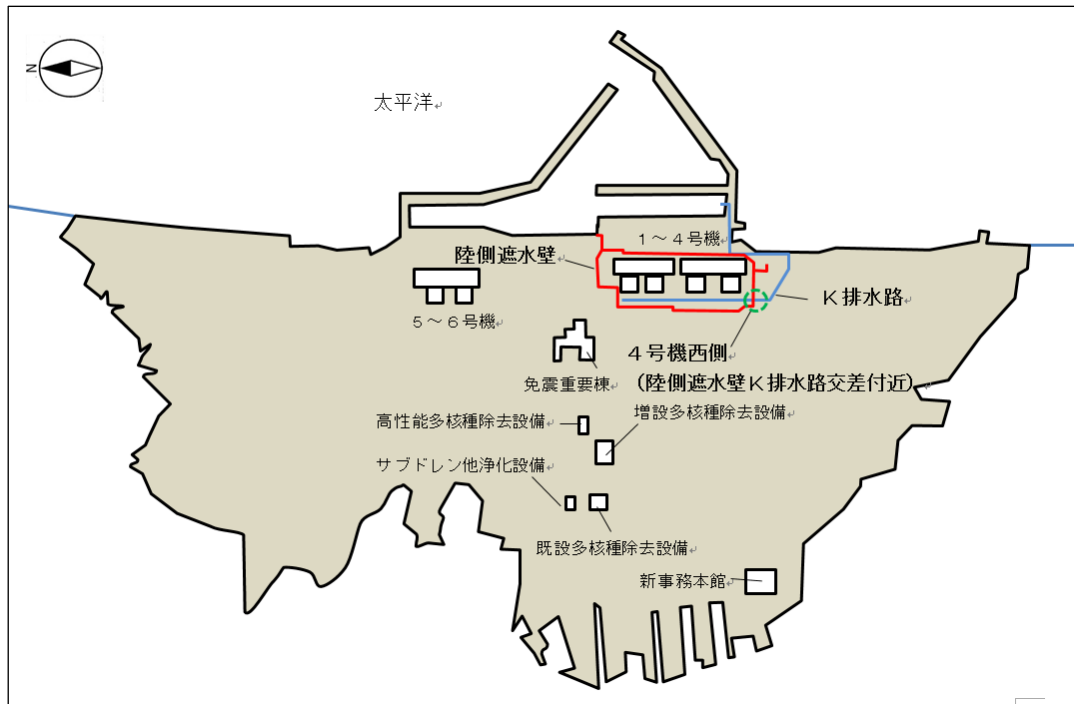 N
太平洋
1～4号機
陸側遮水壁
K排水路
5～6号機
4号機西側
（陸側遮水壁K排水路交差付近）
免震重要棟
増設多核種除去設備
高性能多核種除去設備
サブドレン他浄化設備
既設多核種除去設備
新事務本館